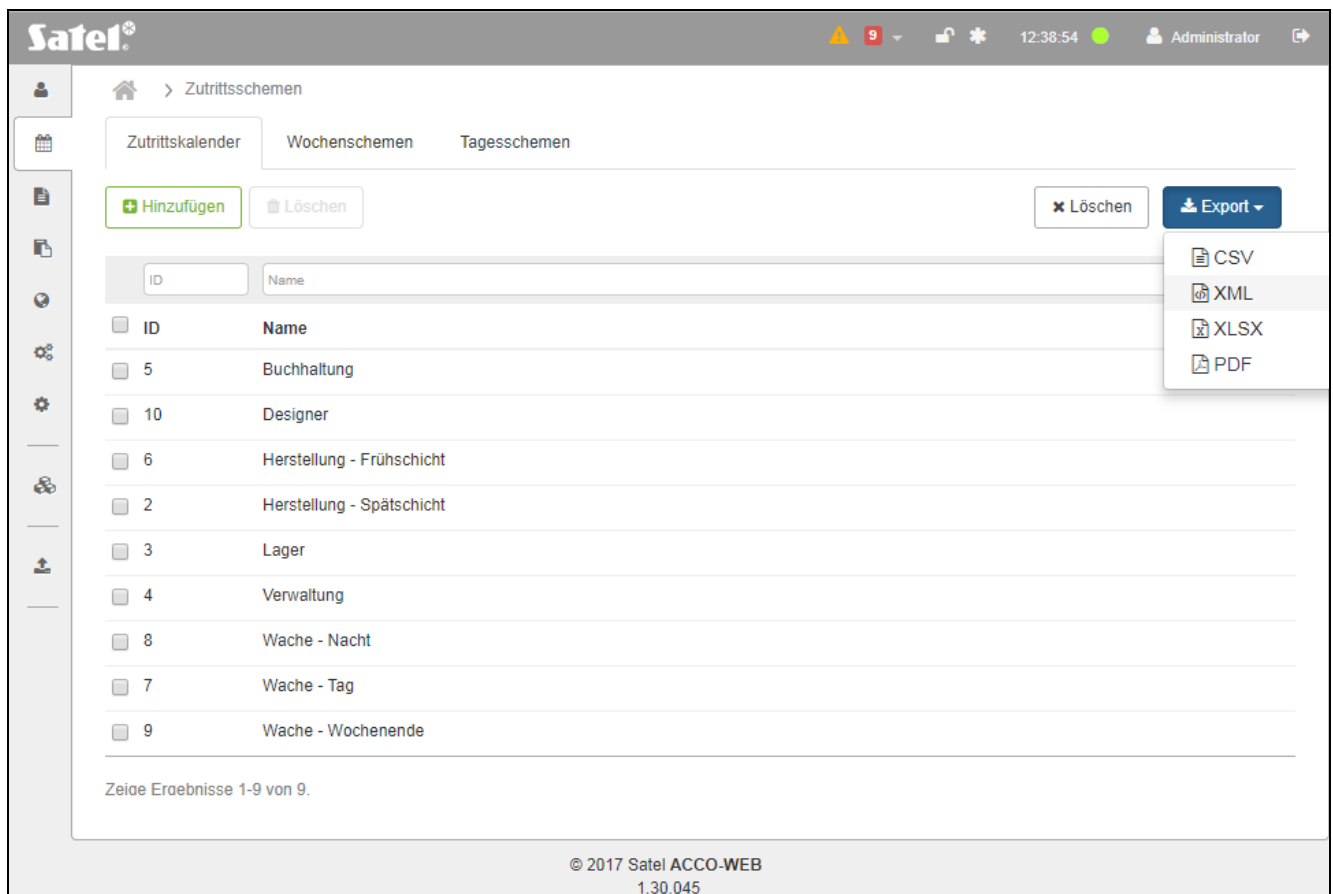 Satel
9 12:38:54 Administrator
Zutrittsschemen
Zutrittskalender Wochenschemen Tagesschemen
Hinzufügen Löschen Löschen Export
CSV
XML
XLSX
PDF
ID Name
ID Name
5 Buchhaltung
10 Designer
6 Herstellung - Frühschicht
2 Herstellung - Spätschicht
3 Lager
4 Verwaltung
8 Wache - Nacht
7 Wache - Tag
9 Wache - Wochenende
Zeige Ergebnisse 1-9 von 9.
© 2017 Satel ACCO-WEB
1.30.045